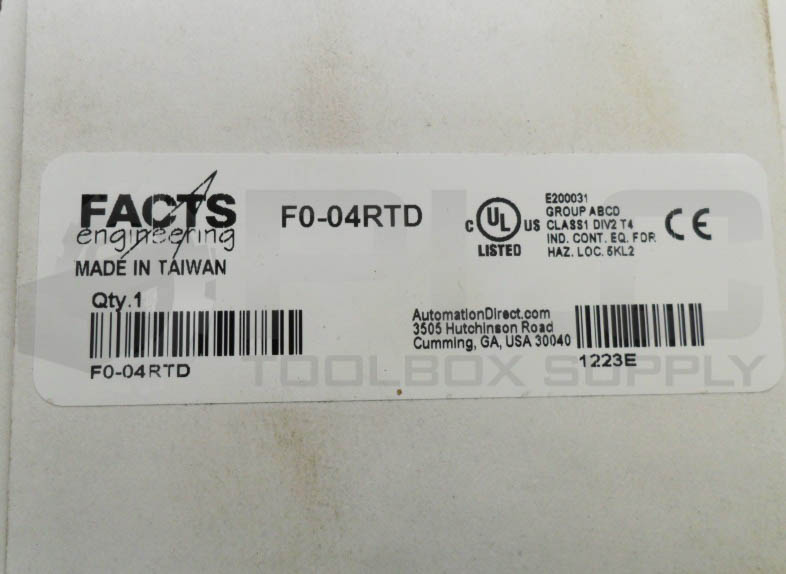 FACTS
engineering
MADE IN TAIWAN
F0-04RTD
C UL US
LISTED
E200031
GROUP ABCD
CLASS1 DIV2 T4
IND. CONT. EQ. FOR
HAZ. LOC. 5KL2
CE
Qty.1
F0-04RTD
AutomationDirect.com
3505 Hutchinson Road
Cumming, GA, USA 30040
1223E
PLC
TOOLBOX SUPPLY